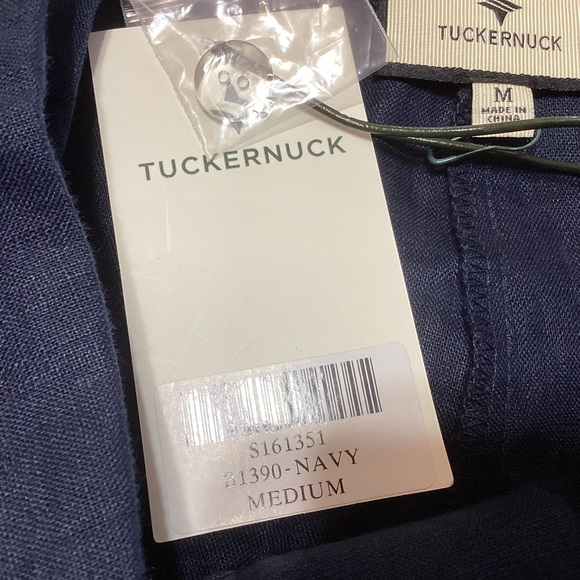 TUCKERNUCK
M
MADE IN
CHINA
TUCKERNUCK
S161351
B1390-NAVY
MEDIUM